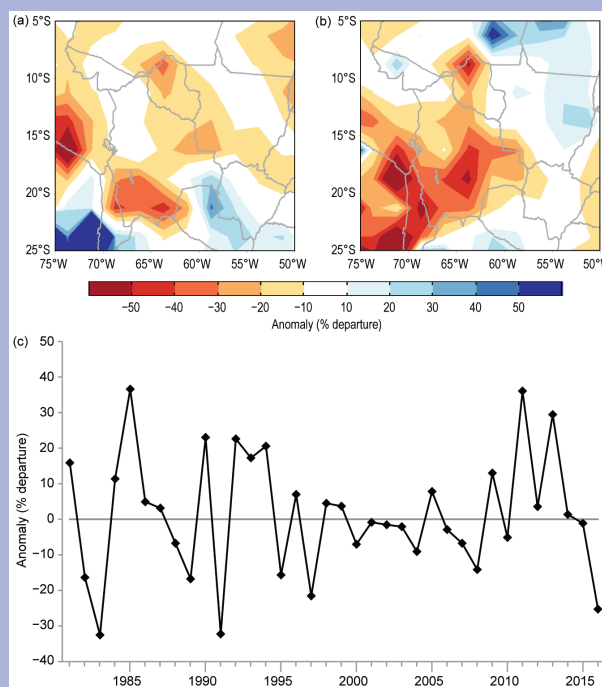 (a)
(b)
5°S
10°S
15°S
20°S
25°S
75°W 70°W 65°W 60°W 55°W 50°W
5°S
10°S
15°S
20°S
25°S
75°W 70°W 65°W 60°W 55°W 50°W
−50 −40 −30 −20 −10 10 20 30 40 50
Anomaly (% departure)
(c)
Anomaly (% departure)
50
40
30
20
10
0
−10
−20
−30
−40
1985 1990 1995 2000 2005 2010 2015